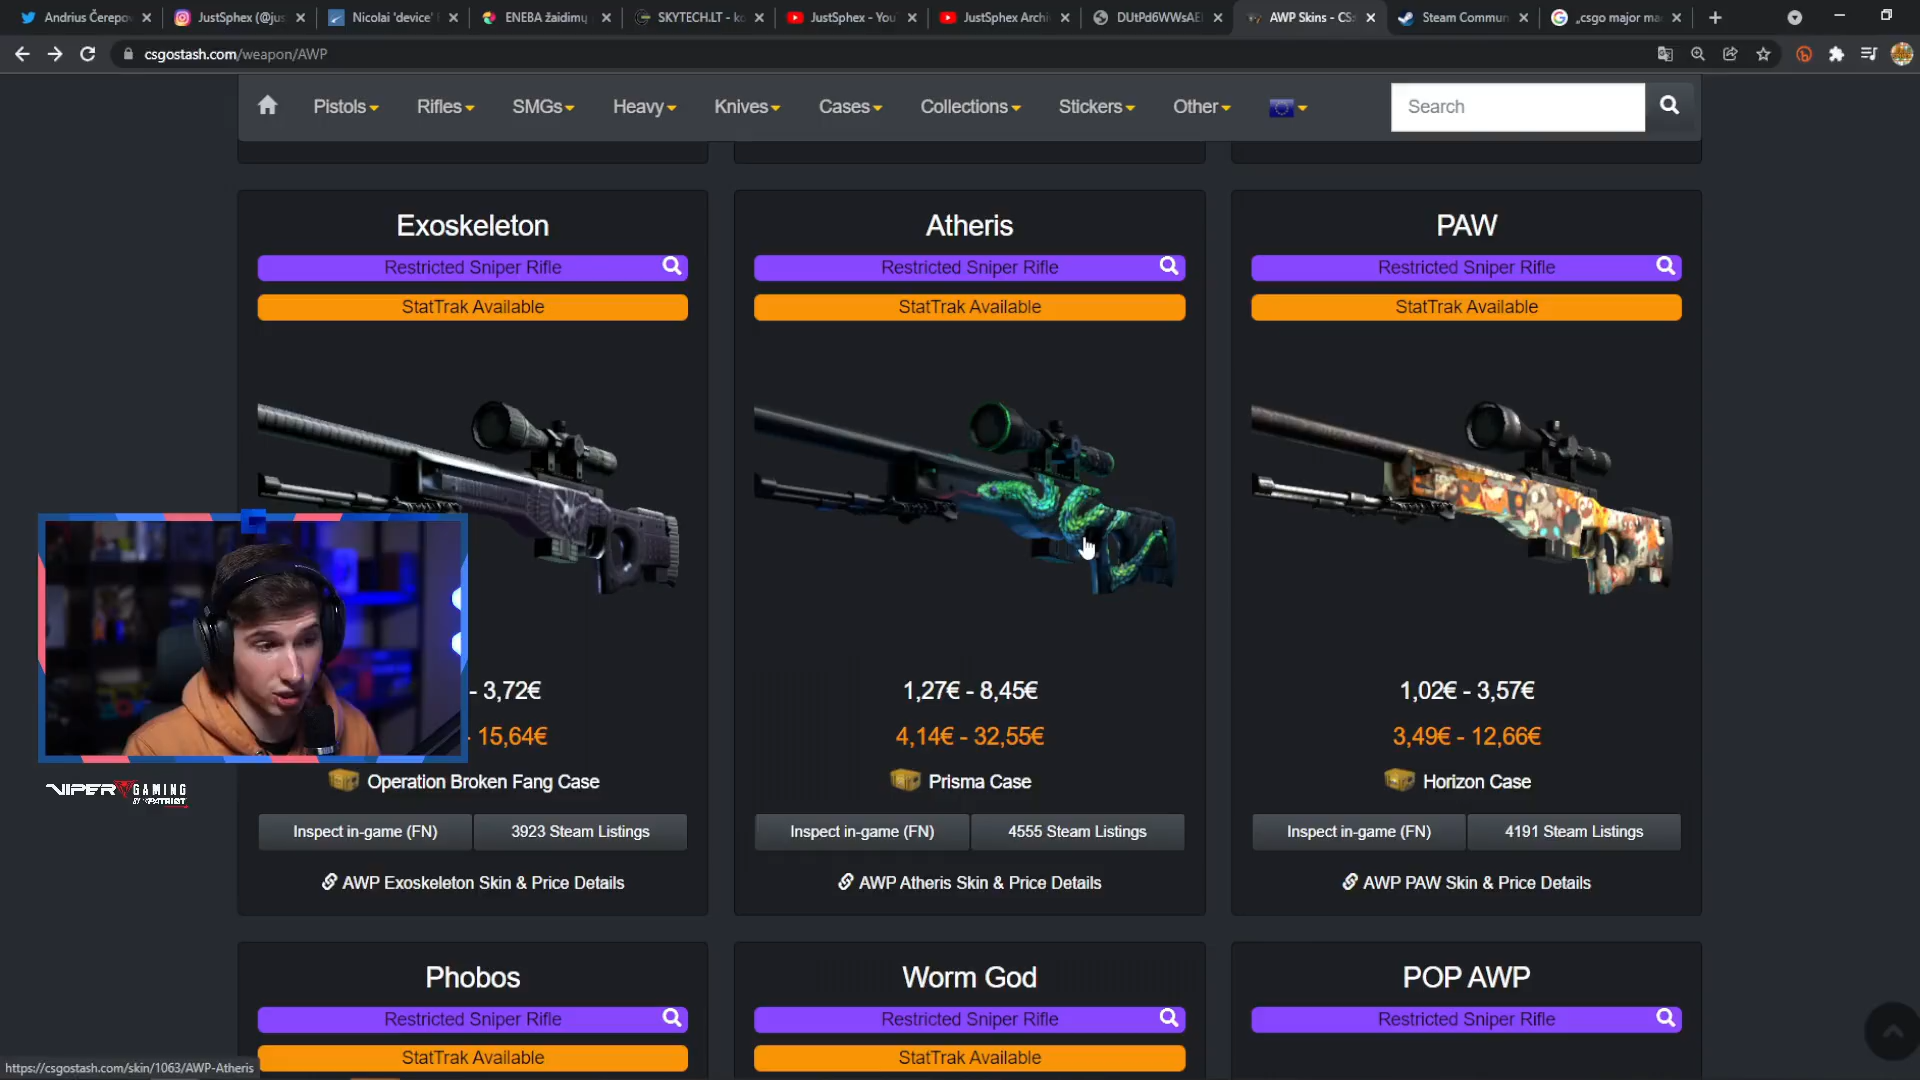 Andrius Čerepov
JustSphex (@jus
Nicolai 'device'
ENEBA žaidimų
SKYTECH.LT - ko
JustSphex - You
JustSphex Archi
DUtPd6WWsAE
AWP Skins - CS:
Steam Commun
„csgo major ma
csgostash.com/weapon/AWP
Pistols
Rifles
SMGs
Heavy
Knives
Cases
Collections
Stickers
Other
Search
Exoskeleton
Restricted Sniper Rifle
StatTrak Available
- 3,72€
- 15,64€
Operation Broken Fang Case
Inspect in-game (FN)
3923 Steam Listings
AWP Exoskeleton Skin & Price Details
Atheris
Restricted Sniper Rifle
StatTrak Available
1,27€ - 8,45€
4,14€ - 32,55€
Prisma Case
Inspect in-game (FN)
4555 Steam Listings
AWP Atheris Skin & Price Details
PAW
Restricted Sniper Rifle
StatTrak Available
1,02€ - 3,57€
3,49€ - 12,66€
Horizon Case
Inspect in-game (FN)
4191 Steam Listings
AWP PAW Skin & Price Details
VIPER GAMING
BY PATRIOT
Phobos
Restricted Sniper Rifle
StatTrak Available
Worm God
Restricted Sniper Rifle
StatTrak Available
POP AWP
Restricted Sniper Rifle
https://csgostash.com/skin/1063/AWP-Atheris